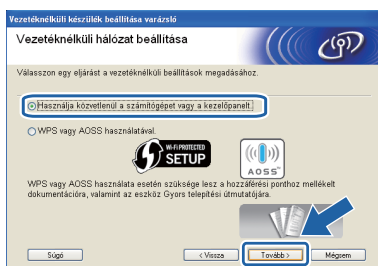 Vezetéknélküli készülék beállítása varázsló
Vezetéknélküli hálózat beállítása
Válasszon egy eljárást a vezetéknélküli beállítások megadásához.
Használja közvetlenül a számítógépet vagy a kezelőpanelt.
WPS vagy AOSS használatával.
Wi-Fi PROTECTED
SETUP
AOSS™
WPS vagy AOSS használata esetén szüksége lesz a hozzáférési ponthoz mellékelt
dokumentációra, valamint az eszköz Gyors telepítési útmutatójára.
Súgó
< Vissza
Tovább >
Mégsem